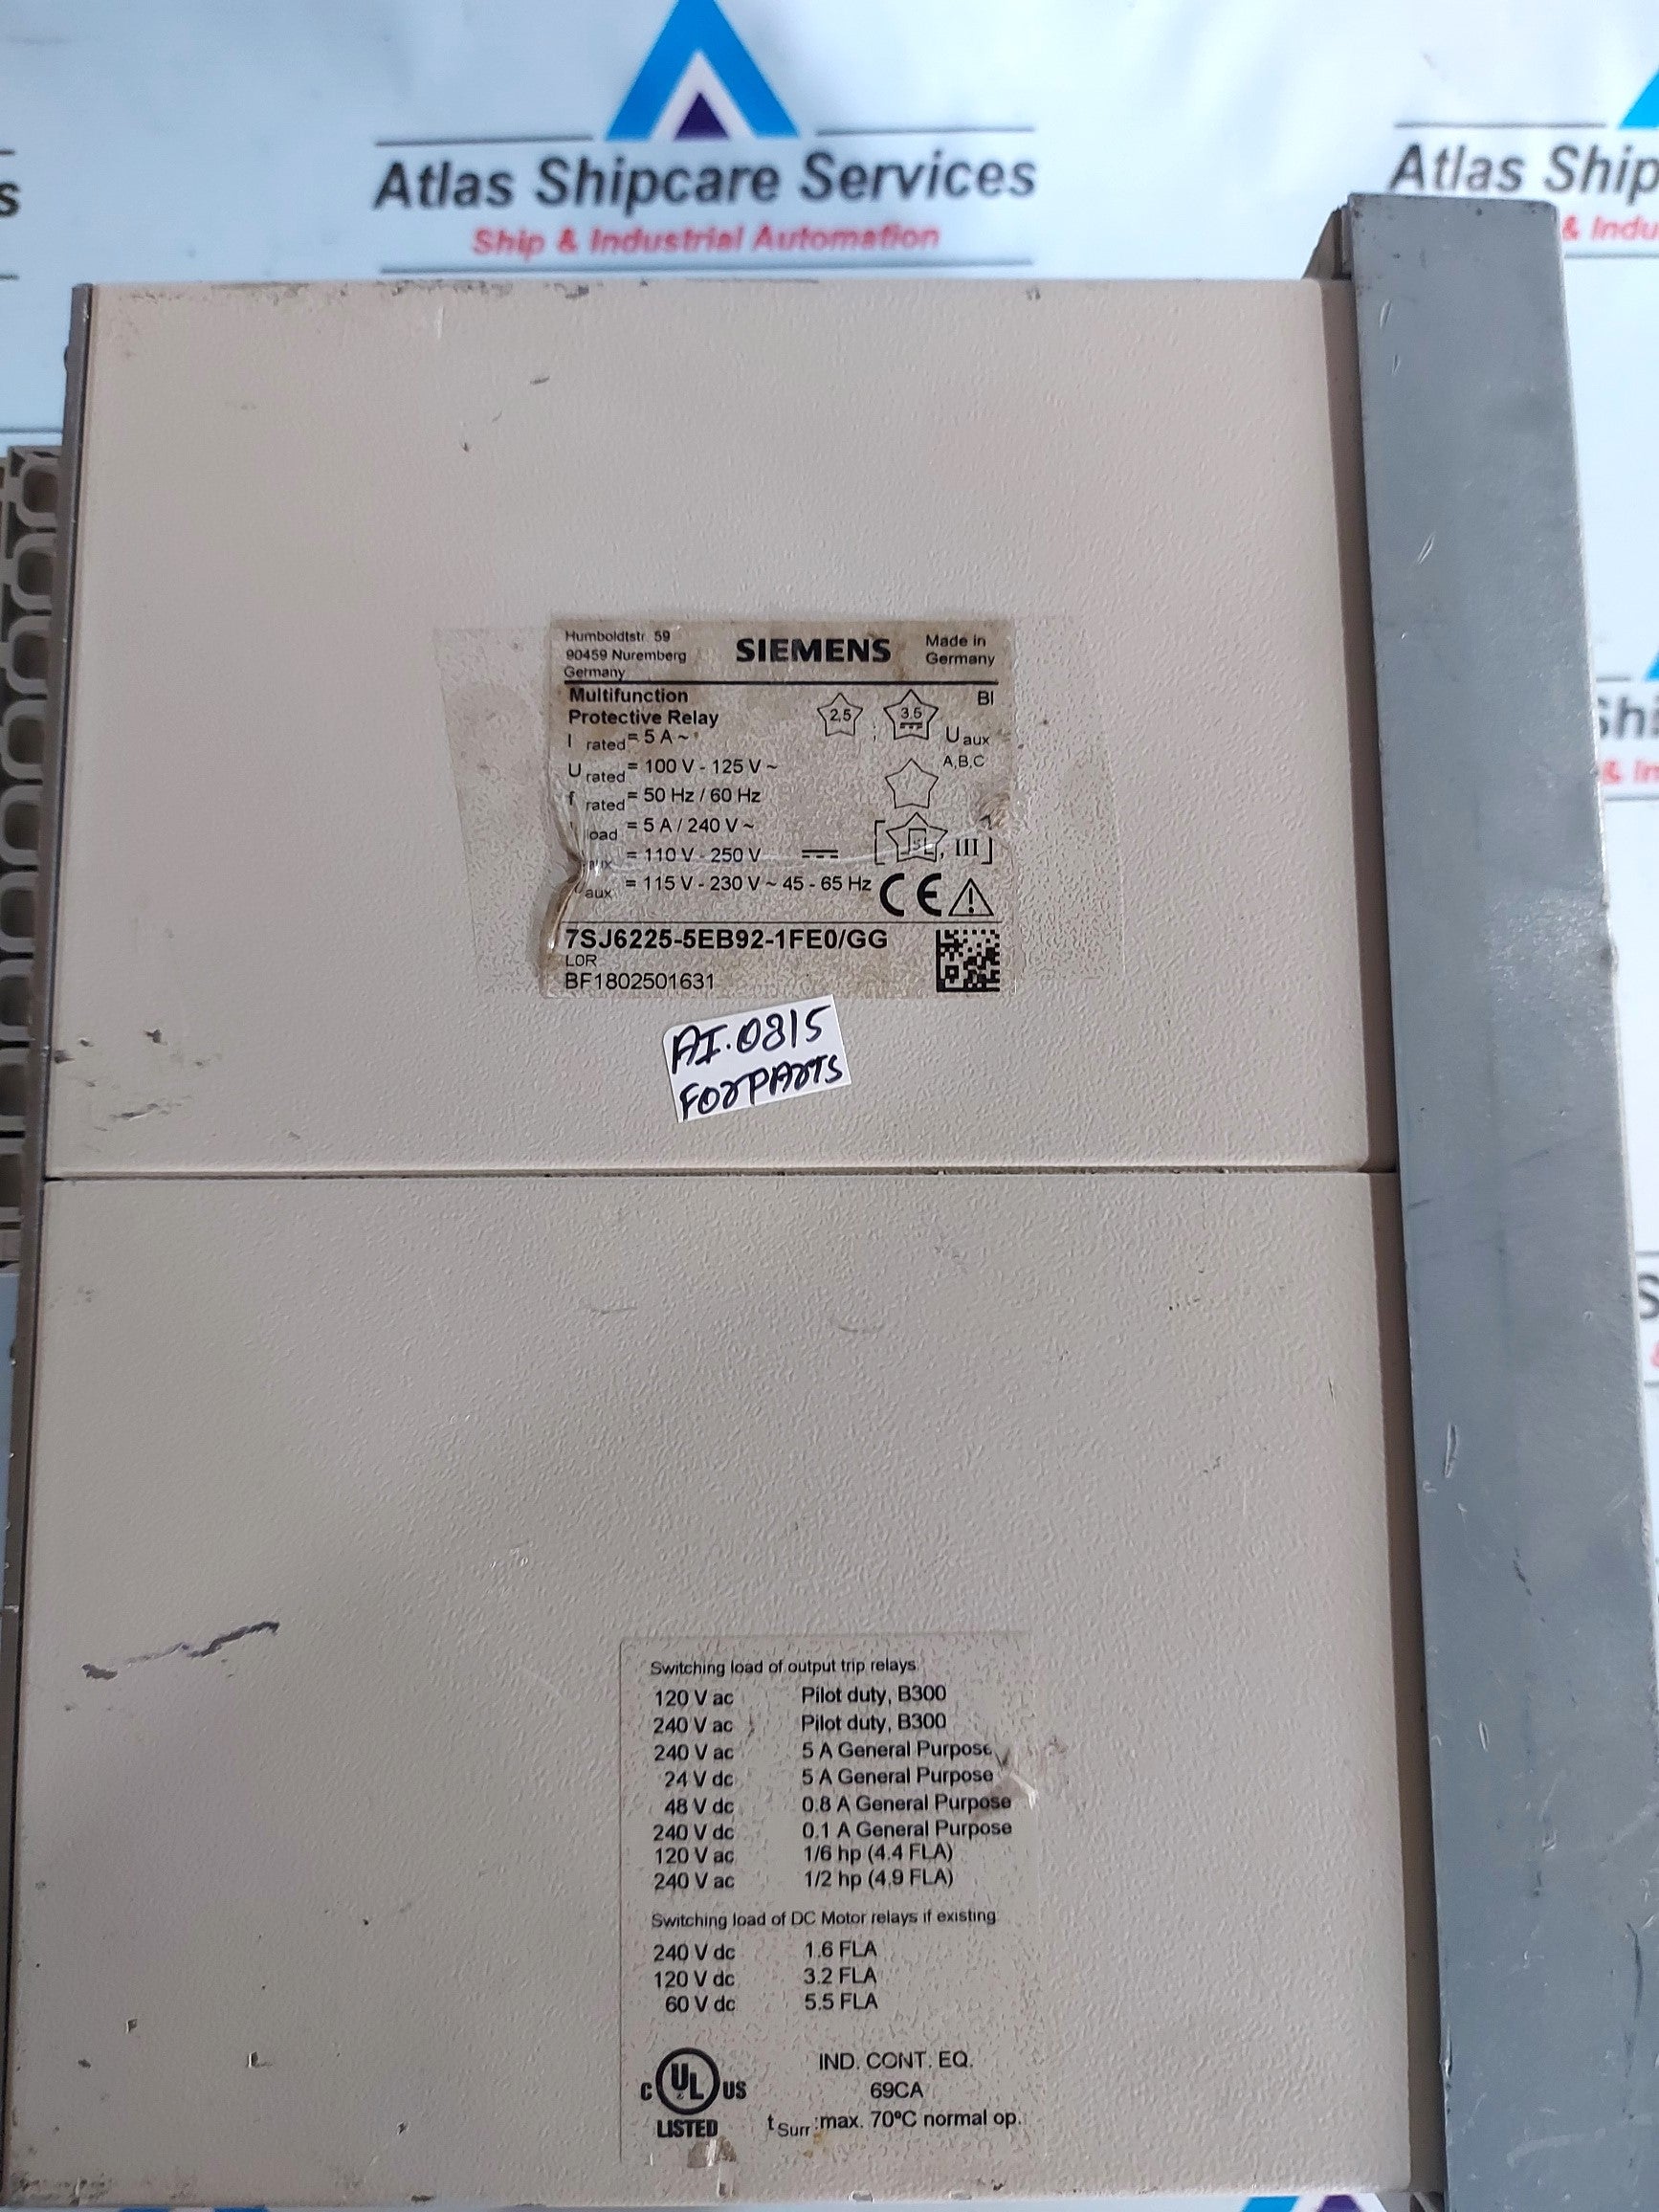 Atlas Shipcare Services
Ship & Industrial Automation
Atlas Ship
& Indu
Humboldtstr. 59
90459 Nuremberg
Germany
SIEMENS
Made in
Germany
Multifunction
Protective Relay
2,5
3.5
BI
U aux
A,B,C
I rated = 5 A ~
U rated = 100 V - 125 V ~
f rated = 50 Hz / 60 Hz
load = 5 A / 240 V ~
= 110 V - 250 V
aux = 115 V - 230 V ~ 45 - 65 Hz
, III ]
CE
7SJ6225-5EB92-1FE0/GG
LOR
BF1802501631
AI.0815
FOR PARTS
Switching load of output trip relays
120 V ac Pilot duty, B300
240 V ac Pilot duty, B300
240 V ac 5 A General Purpose
24 V dc 5 A General Purpose
48 V dc 0.8 A General Purpose
240 V dc 0.1 A General Purpose
120 V ac 1/6 hp (4.4 FLA)
240 V ac 1/2 hp (4.9 FLA)
Switching load of DC Motor relays if existing
240 V dc 1.6 FLA
120 V dc 3.2 FLA
60 V dc 5.5 FLA
C UL US
LISTED
IND. CONT. EQ.
69CA
t Surr :max. 70°C normal op.